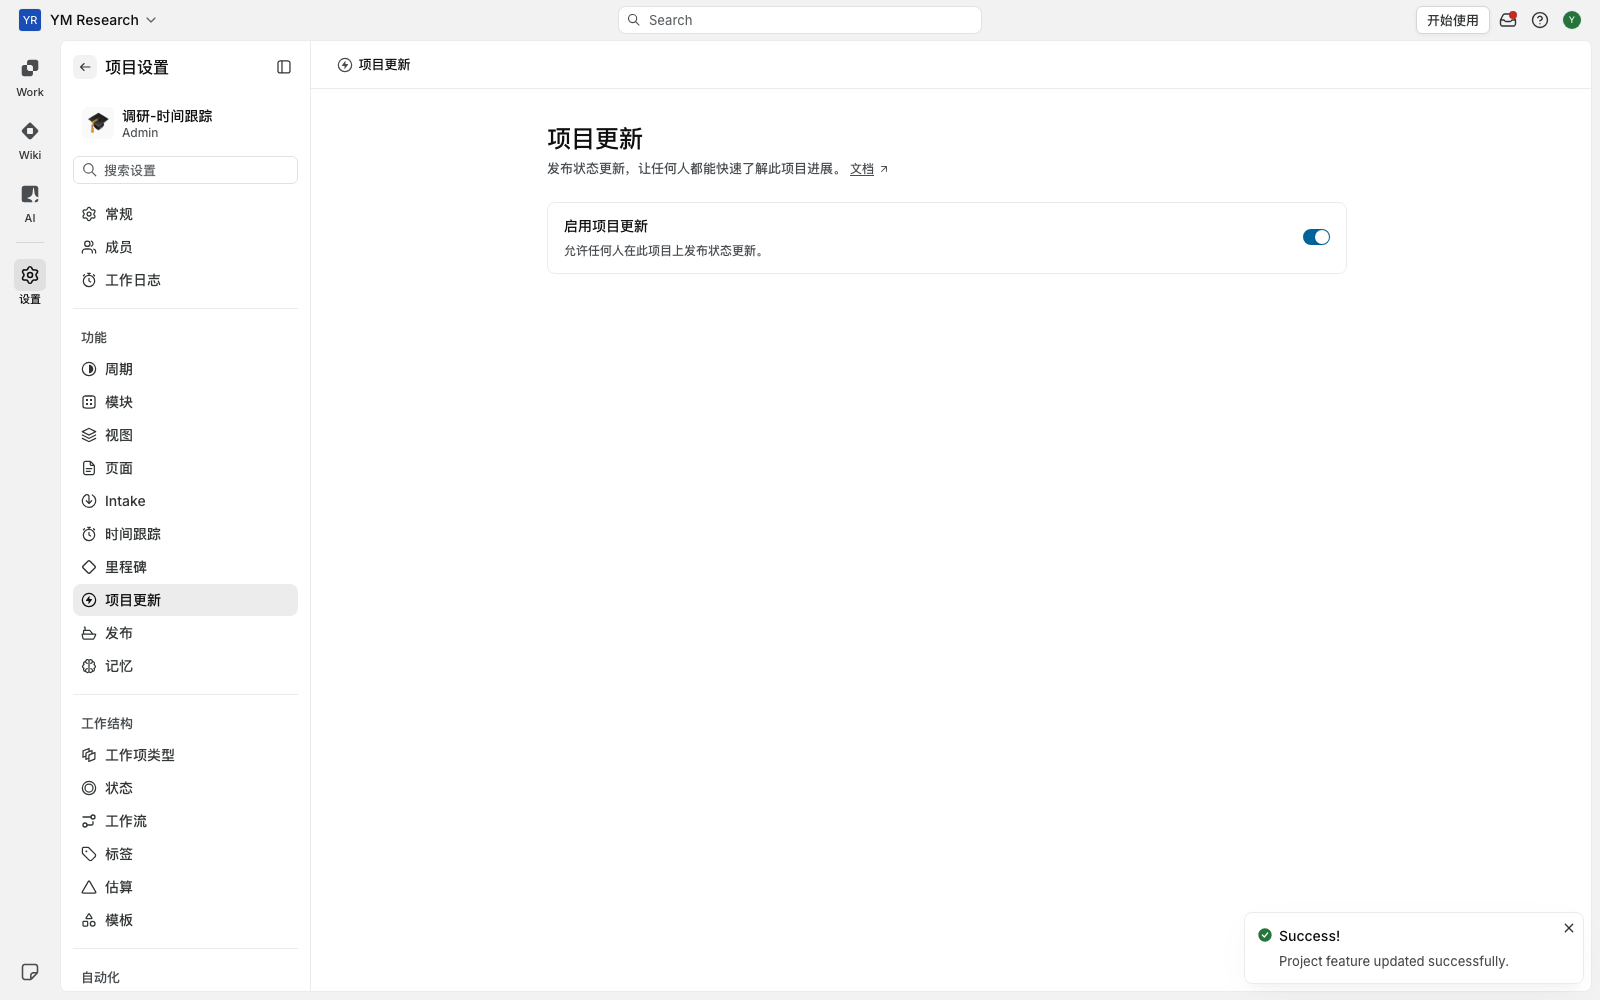 YR
YM Research
Search
开始使用
Y
Work
Wiki
AI
设置
项目设置
调研-时间跟踪
Admin
搜索设置
常规
成员
工作日志
功能
周期
模块
视图
页面
Intake
时间跟踪
里程碑
项目更新
发布
记忆
工作结构
工作项类型
状态
工作流
标签
估算
模板
自动化
项目更新
项目更新
发布状态更新，让任何人都能快速了解此项目进展。 文档
启用项目更新
允许任何人在此项目上发布状态更新。
Success!
Project feature updated successfully.